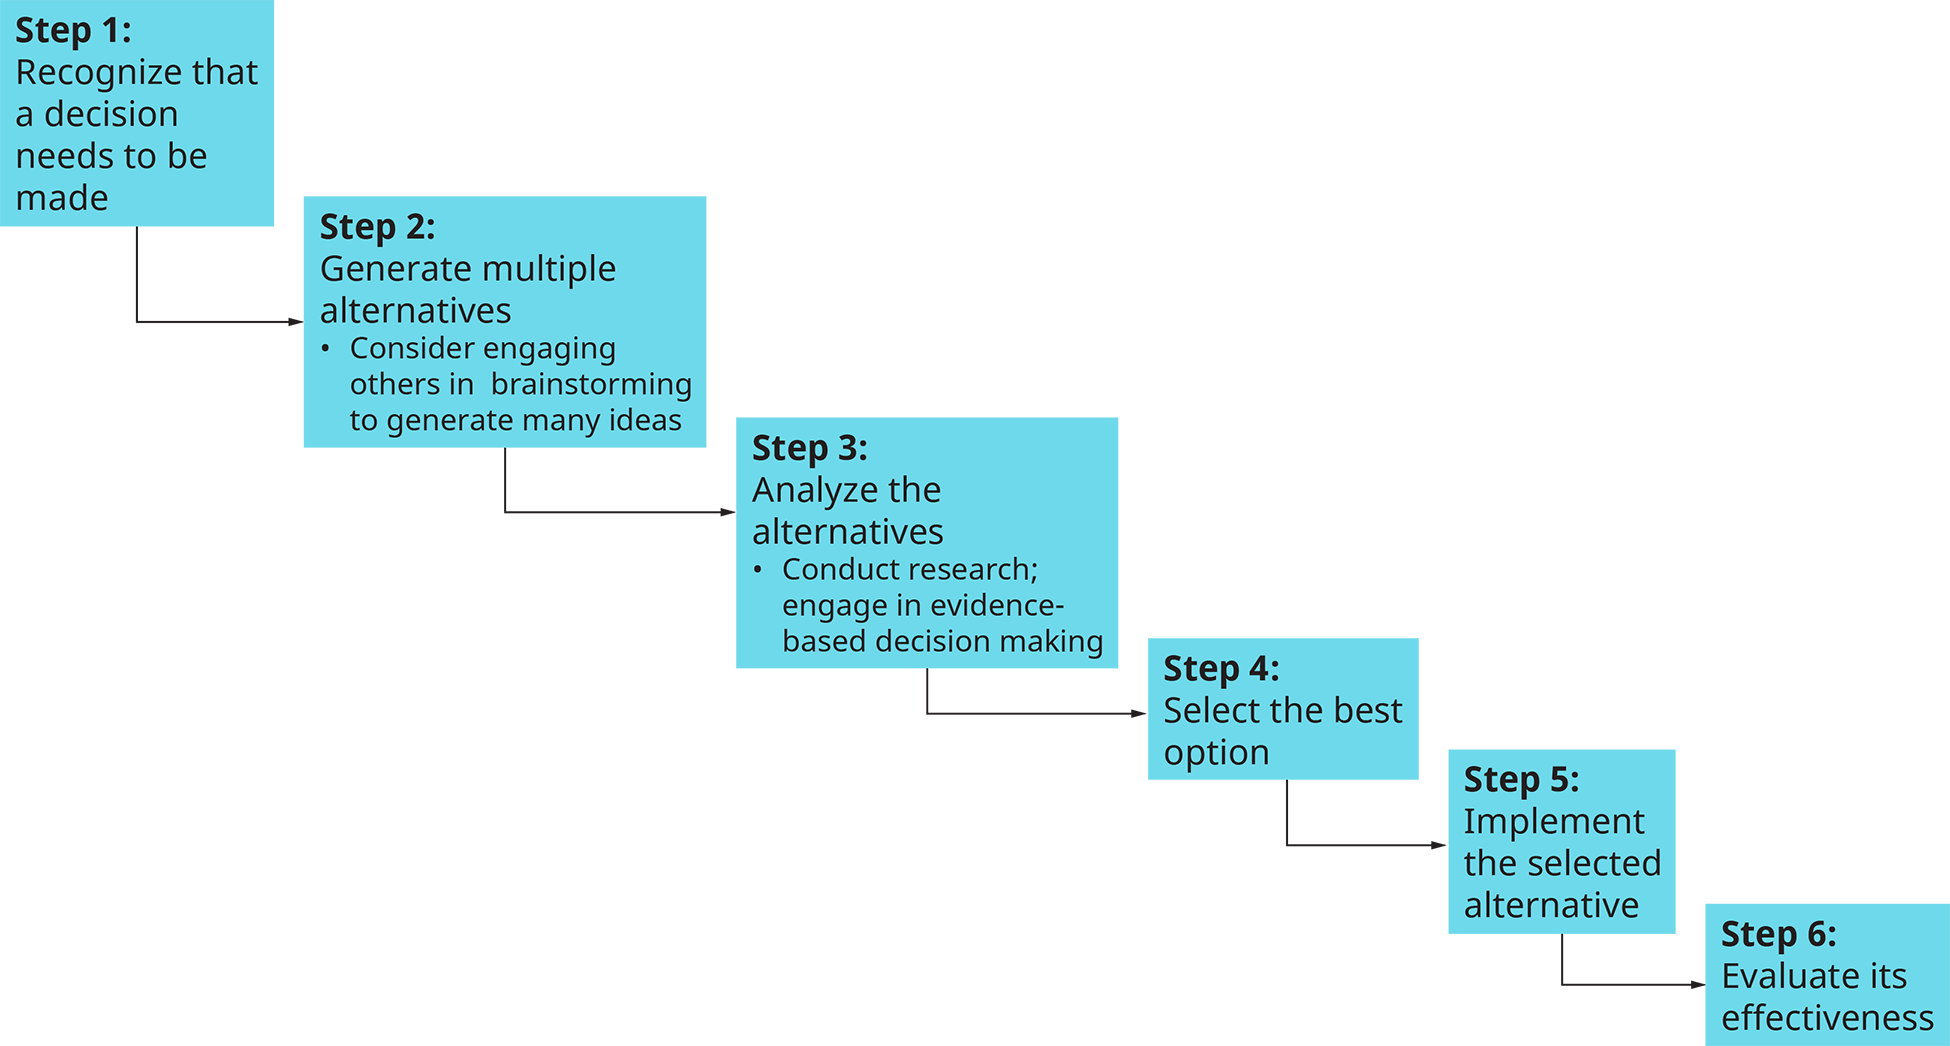 Step 1:
Recognize that
a decision
needs to be
made
Step 2:
Generate multiple
alternatives
• Consider engaging
others in  brainstorming
to generate many ideas
Step 3:
Analyze the
alternatives
• Conduct research;
engage in evidence-
based decision making
Step 4:
Select the best
option
Step 5:
Implement
the selected
alternative
Step 6:
Evaluate its
effectiveness